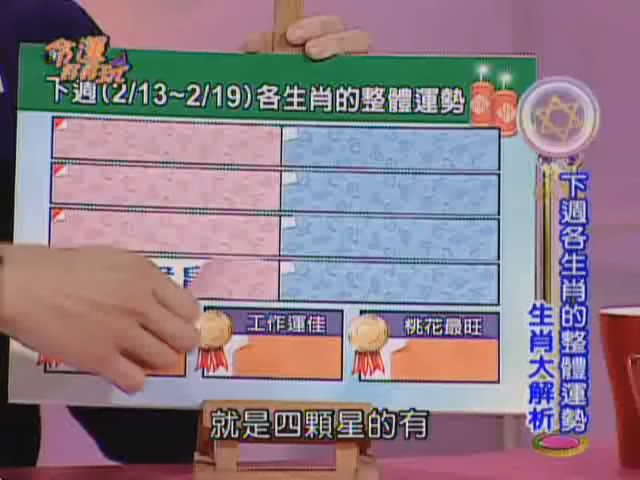 命運好好玩
下週(2/13~2/19)各生肖的整體運勢
工作運佳
桃花最旺
下週各生肖的整體運勢
生肖大解析
就是四顆星的有